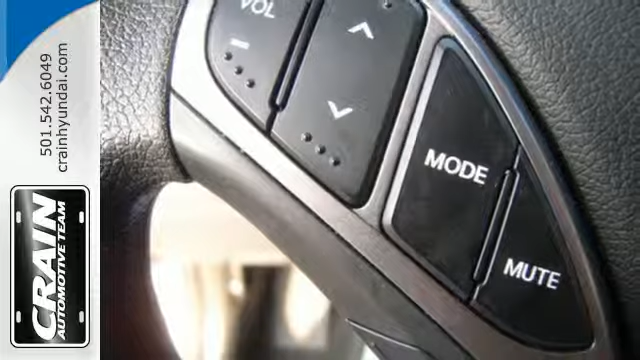 501.542.6049
crainhyundai.com
CRAIN
AUTOMOTIVE TEAM
VOL
MODE
MUTE